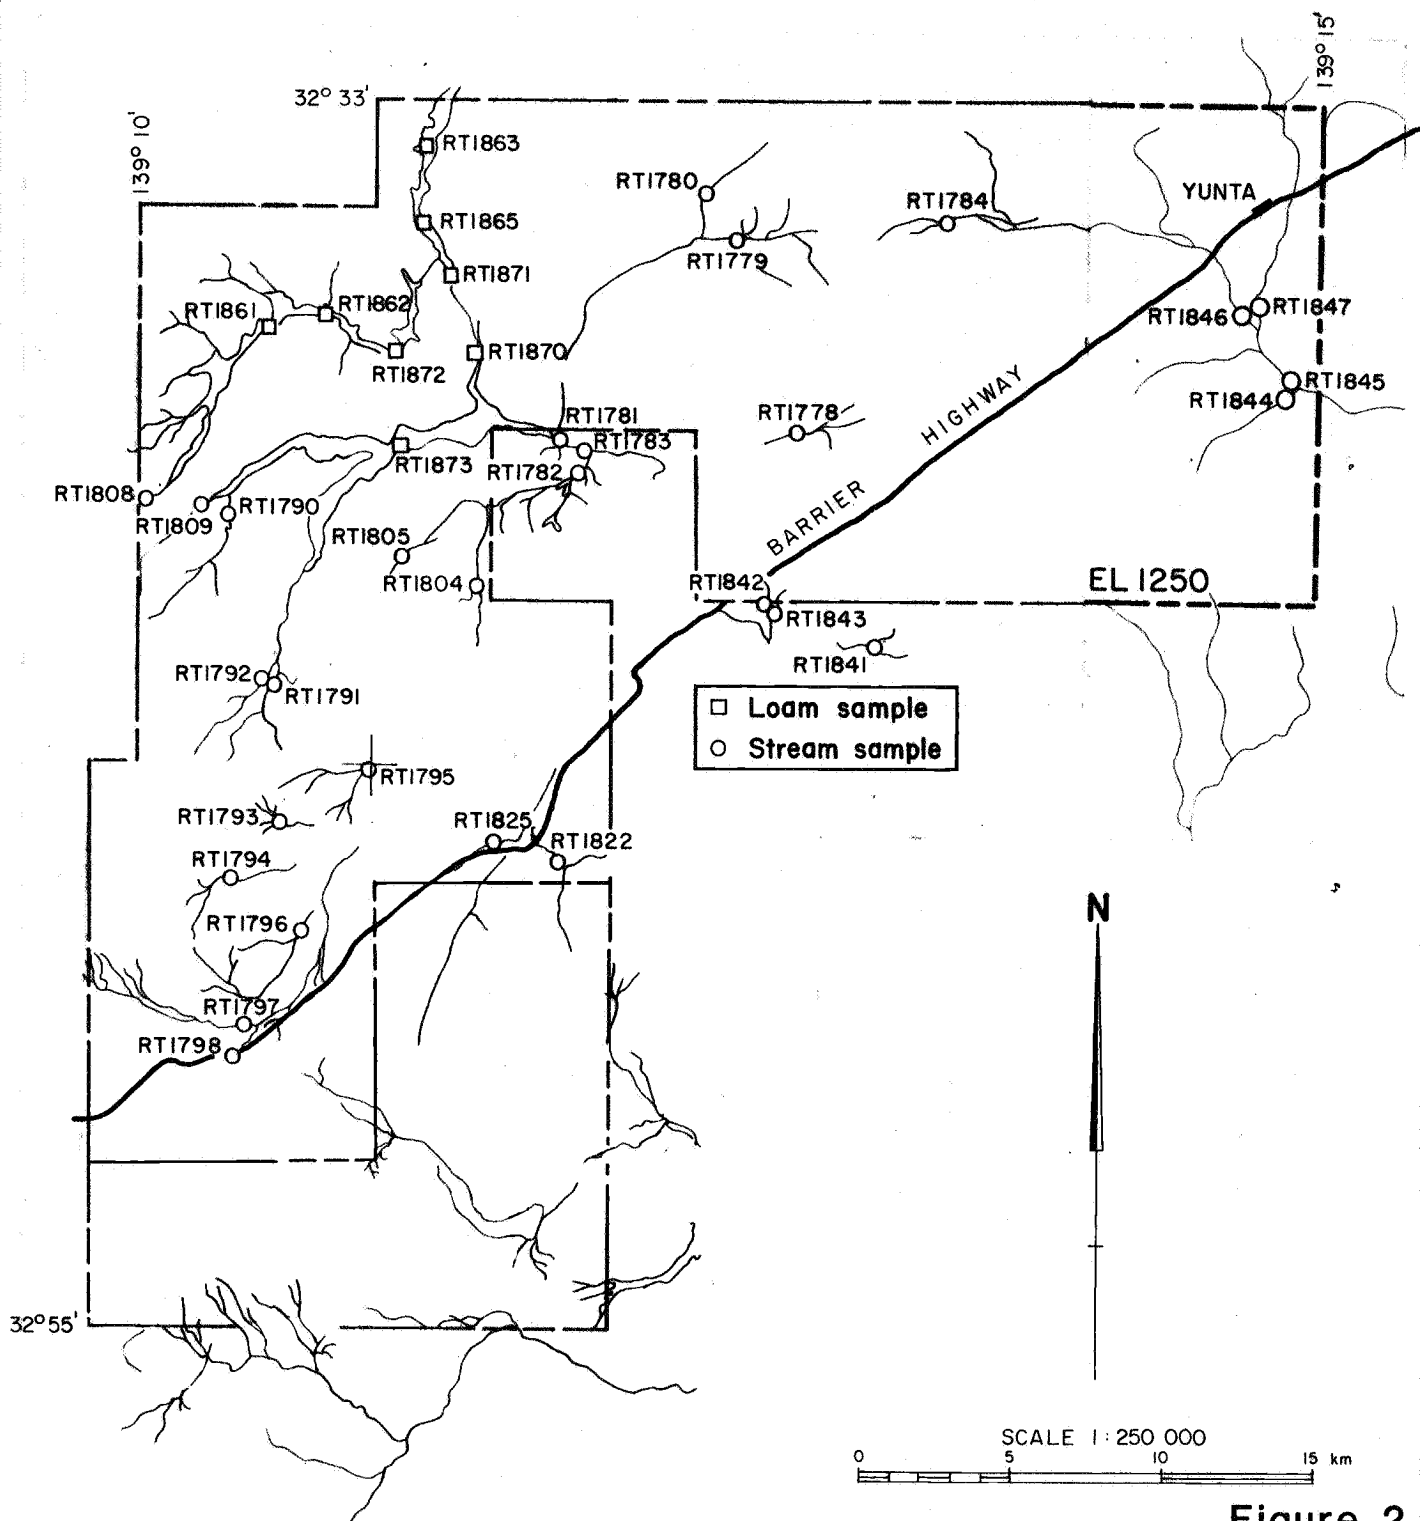 139° 15'
32° 33'
139° 10'
RT1863
RT1780
YUNTA
RT1784
RT1865
RT1779
RT1871
RT1862
RT1861
RT1847
RT1846
RT1870
RT1872
RT1845
RT1844
HIGHWAY
RT1781
RT1778
RT1783
RT1873
RT1782
RT1808
RT1790
RT1809
BARRIER
RT1805
RT1804
RT1842
EL 1250
RT1843
RT1841
RT1792
RT1791
Loam sample
Stream sample
RT1795
RT1793
RT1825
RT1822
RT1794
N
RT1796
RT1797
RT1798
32° 55'
SCALE 1 : 250 000
0 5 10 15 km
Figure 2